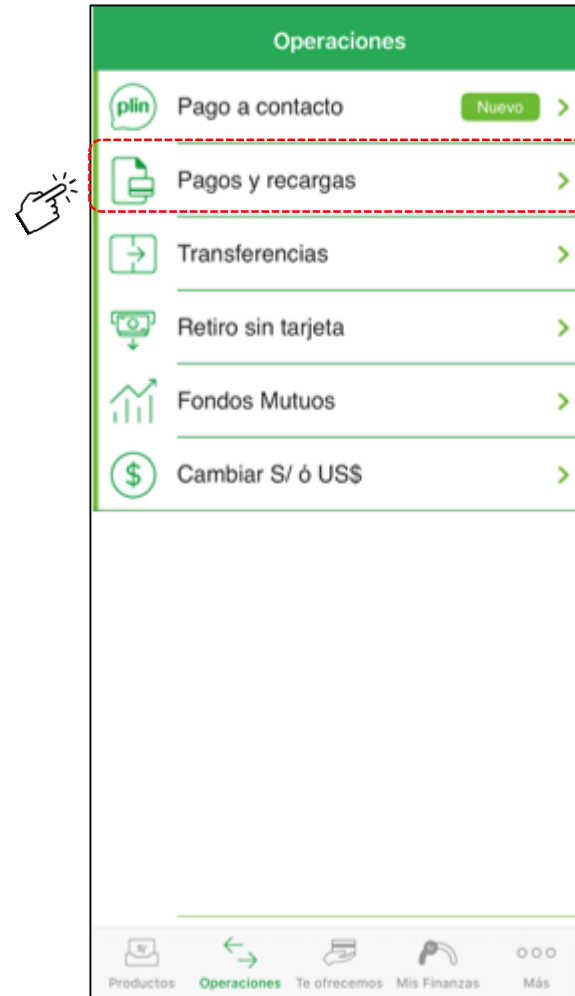 Operaciones
plin Pago a contacto Nuevo
Pagos y recargas
Transferencias
Retiro sin tarjeta
Fondos Mutuos
$ Cambiar S/ ó US$
S/
Productos Operaciones Te ofrecemos Mis Finanzas Más